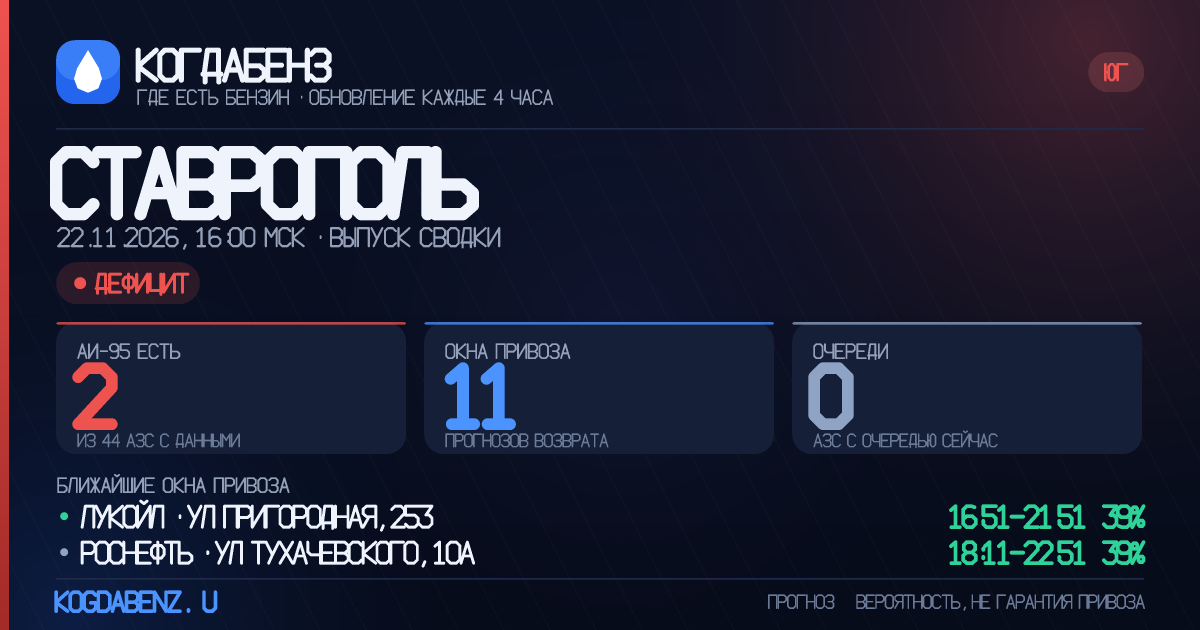 КОГДАБЕНЗ
ГДЕ ЕСТЬ БЕНЗИН · ОБНОВЛЕНИЕ КАЖДЫЕ 4 ЧАСА
ЮГ
СТАВРОПОЛЬ
22.11.2026, 16:00 МСК · ВЫПУСК СВОДКИ
ДЕФИЦИТ
АИ-95 ЕСТЬ
2
ИЗ 44 АЗС С ДАННЫМИ
ОКНА ПРИВОЗА
11
ПРОГНОЗОВ ВОЗВРАТА
ОЧЕРЕДИ
0
АЗС С ОЧЕРЕДЬЮ СЕЙЧАС
БЛИЖАЙШИЕ ОКНА ПРИВОЗА
• ЛУКОЙЛ · УЛ ПРИГОРОДНАЯ, 253 16 51-21 51 39%
• РОСНЕФТЬ · УЛ ТУХАЧЕВСКОГО, 10А 18:11-22 51 39%
KOGDABENZ. U
ПРОГНОЗ ВЕРОЯТНОСТЬ, НЕ ГАРАНТИЯ ПРИВОЗА